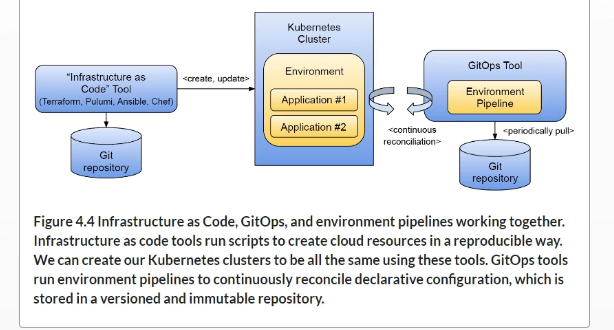 Kubernetes
Cluster
"Infrastructure as
Code" Tool
(Terraform, Pulumi, Ansible, Chef)
<create, update>
Environment
Application #1
Application #2
GitOps Tool
Environment
Pipeline
<continuous
reconciliation>
<periodically pull>
Git
repository
Git
repository
Figure 4.4 Infrastructure as Code, GitOps, and environment pipelines working together.
Infrastructure as code tools run scripts to create cloud resources in a reproducible way.
We can create our Kubernetes clusters to be all the same using these tools. GitOps tools
run environment pipelines to continuously reconcile declarative configuration, which is
stored in a versioned and immutable repository.